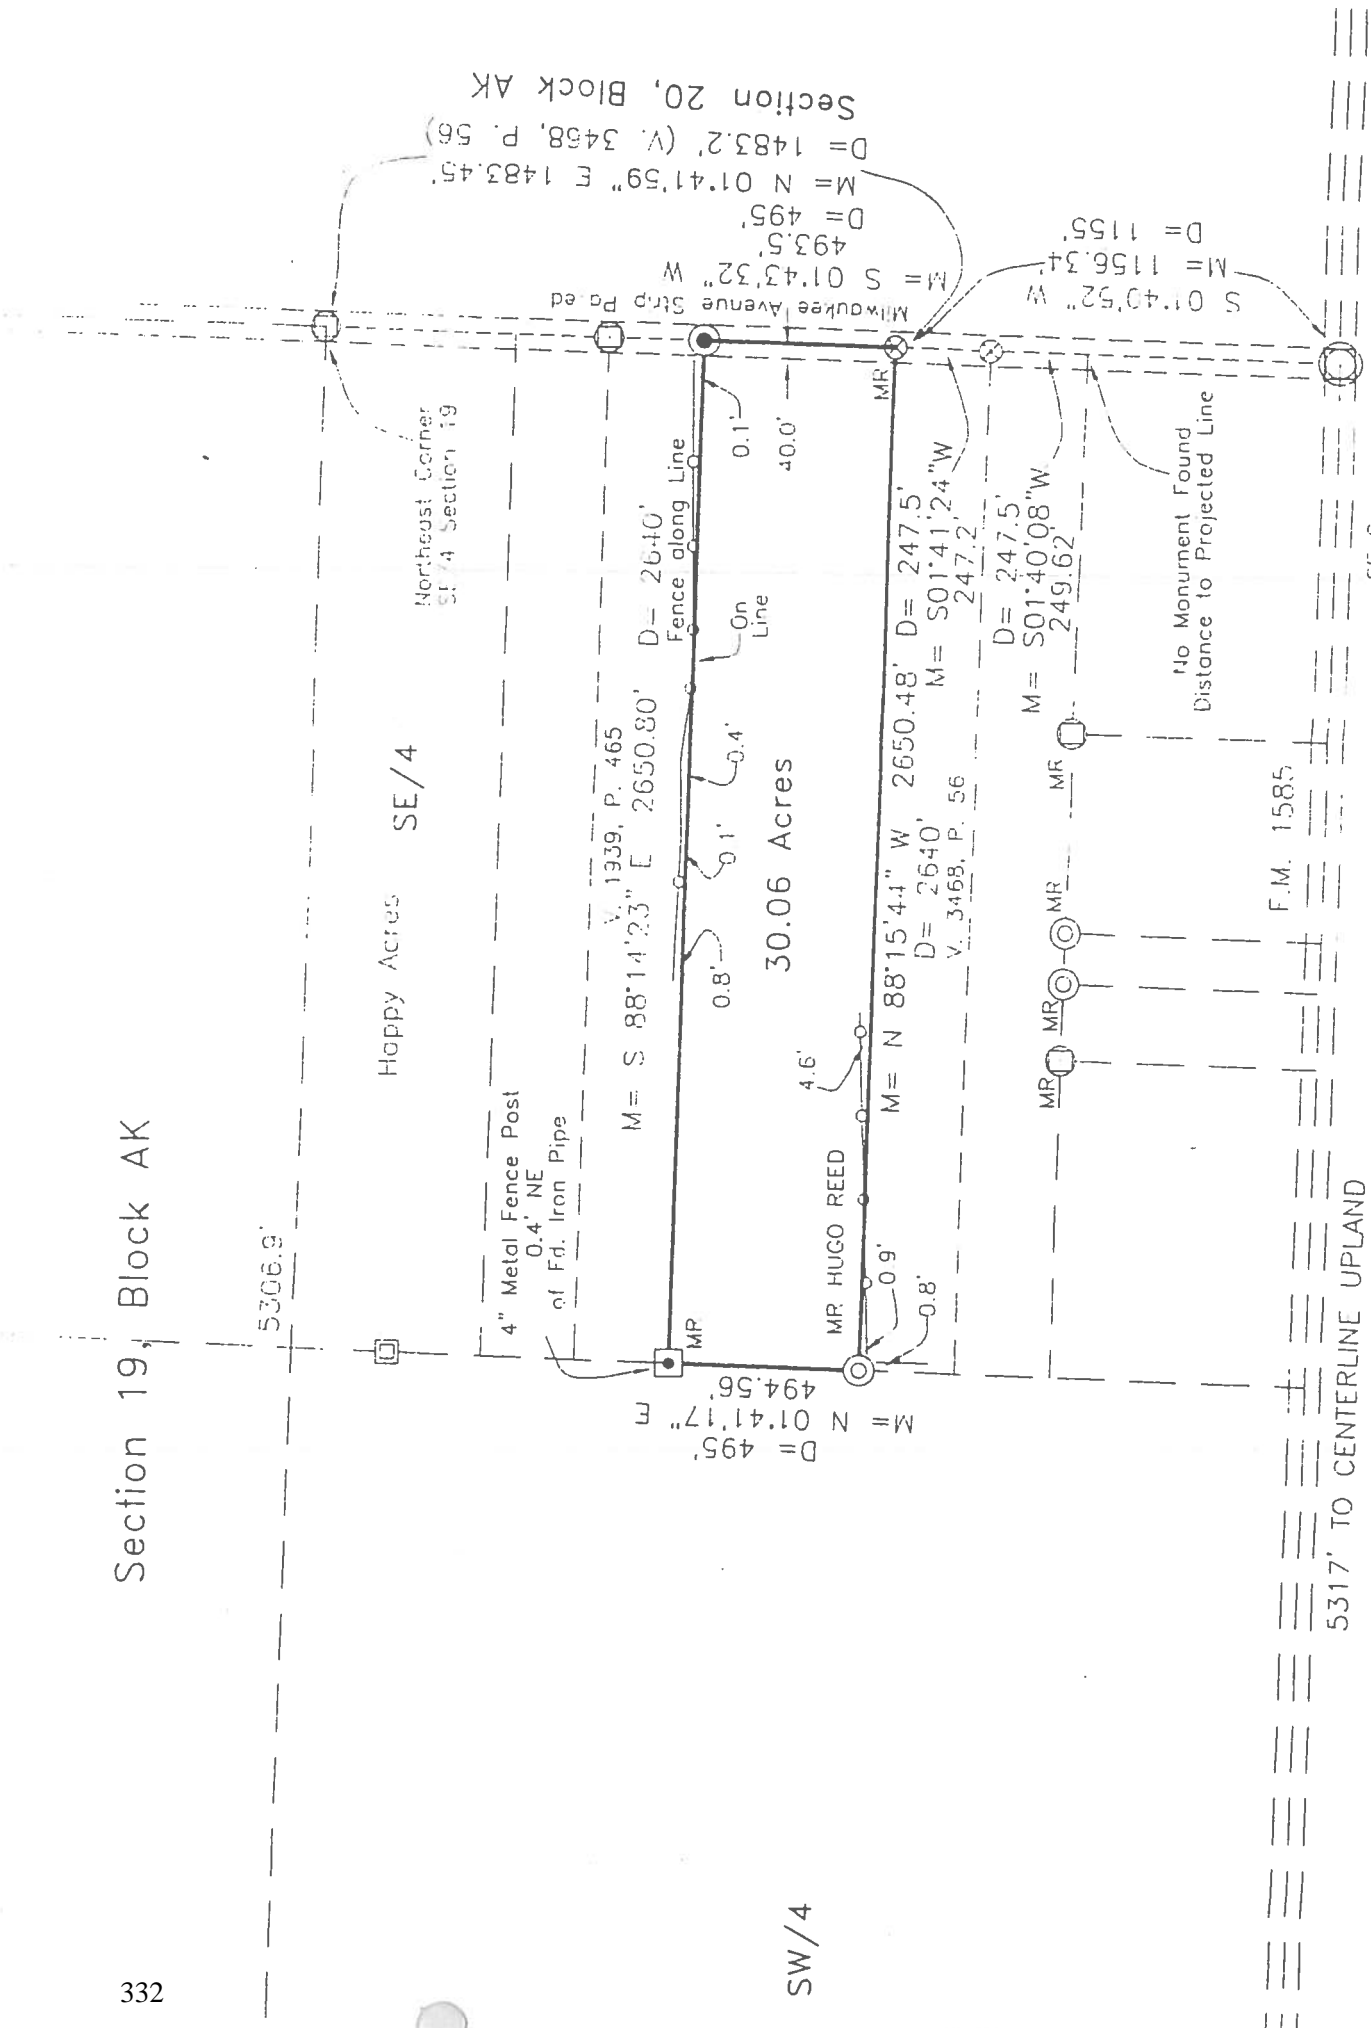 Section 19, Block AK
5306.9'
Happy Acres
SE/4
Northeast Corner
SE/4 Section 19
Section 20, Block AK
D= 1483.2' (V. 3468, P. 56)
M= N 01°41'59" E 1483.45'
D= 495'
493.5'
M= S 01°43'32" W
Milwaukee Avenue Strip Paved
4" Metal Fence Post
0.4' NE
of Fd. Iron Pipe
V. 1939, P. 465
M= S 88°14'23" E 2650.80'
D= 2640'
Fence along Line
On
Line
0.1'
40.0'
0.4'
0.1'
0.8'
30.06 Acres
MR
MR
D= 495'
M= N 01°41'17" E
494.56'
MR HUGO REED
0.9'
0.8'
4.6'
M= N 88°15'44" W 2650.48'
D= 2640'
V. 3468, P. 56
D= 247.5'
M= S01°41'24"W
247.2'
D= 247.5'
M= S01°40'08"W
249.62'
S 01°40'52" W
M= 1156.34'
D= 1155'
No Monument Found
Distance to Projected Line
MR
MR
MR
MR
F.M. 1585
5317' TO CENTERLINE UPLAND
SW/4
332